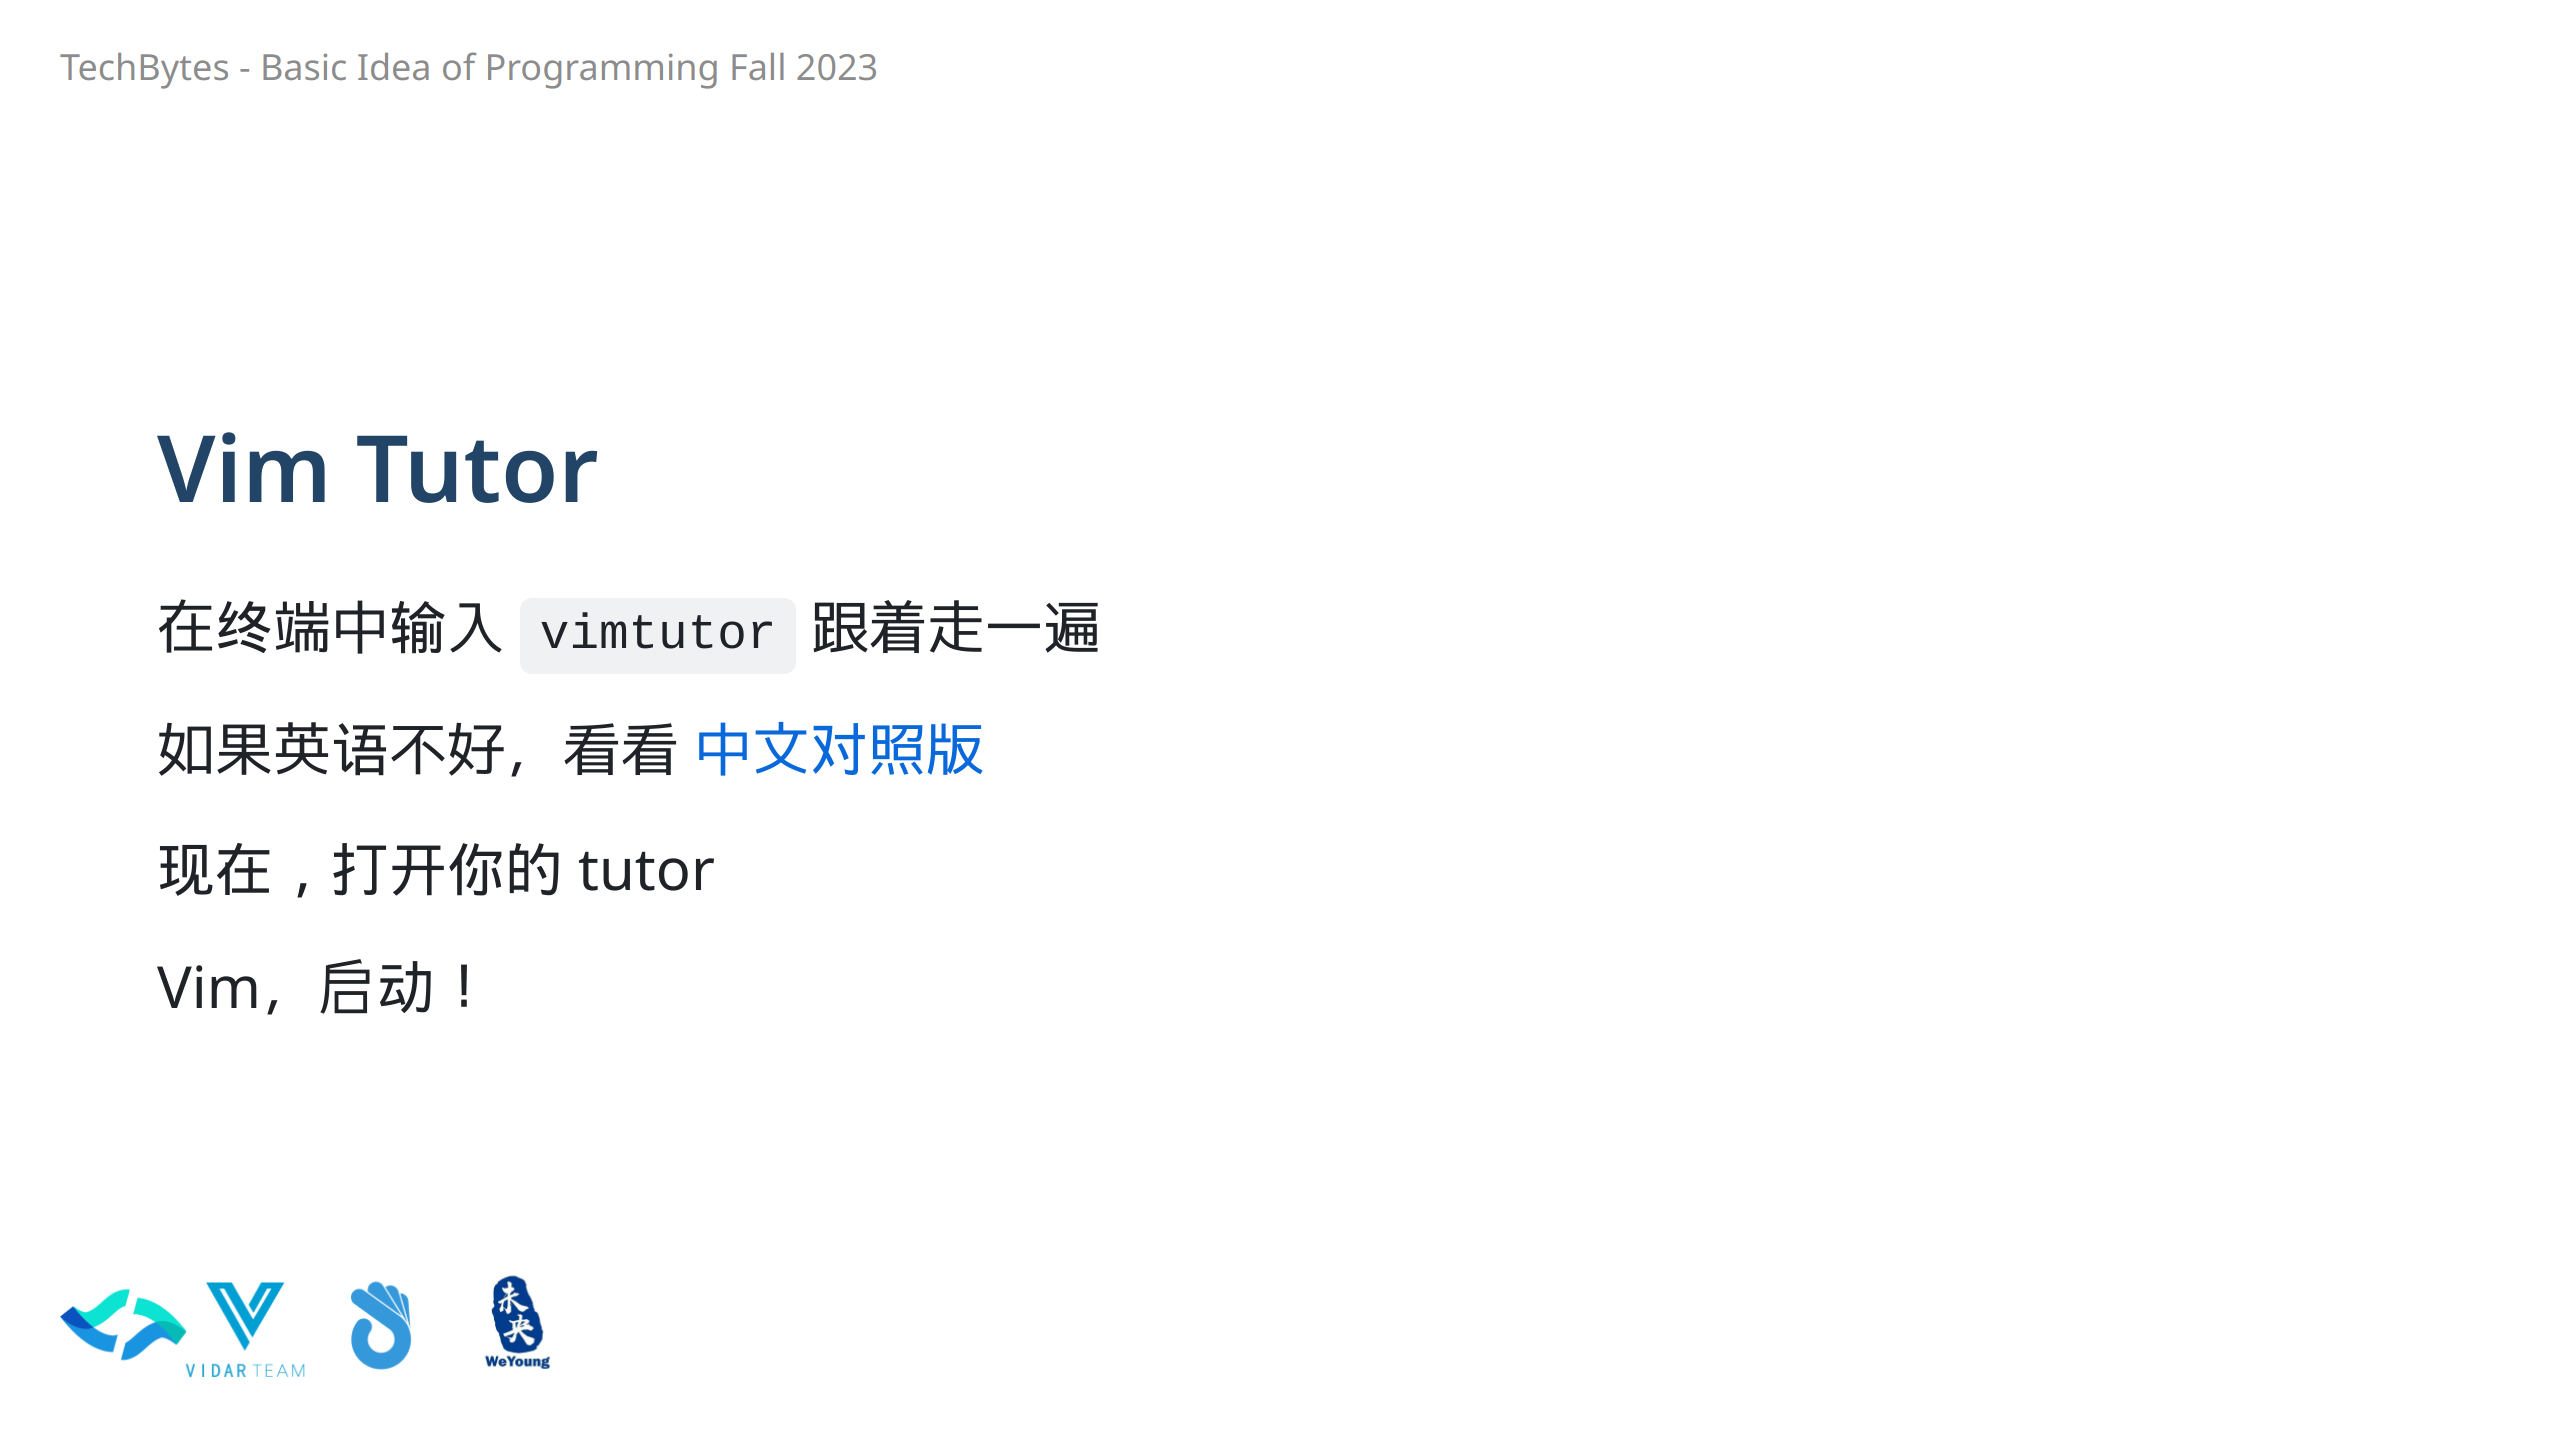 TechBytes - Basic Idea of Programming Fall 2023
Vim Tutor
在终端中输入 vimtutor 跟着走一遍
如果英语不好，看看 中文对照版
现在，打开你的 tutor
Vim，启动！
VIDAR TEAM
未央
WeYoung